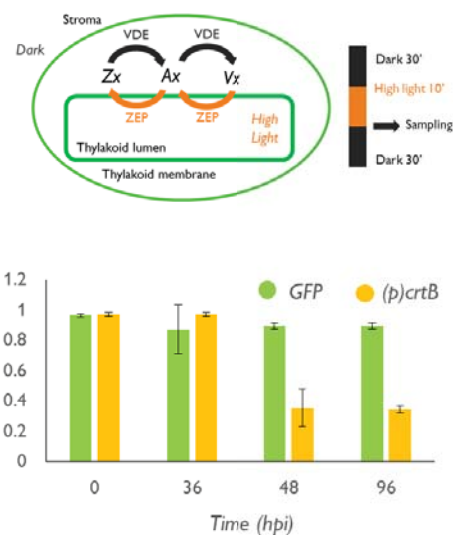 Stroma
Dark
VDE
VDE
Zx
Ax
Vx
ZEP
ZEP
High
Light
Thylakoid lumen
Thylakoid membrane
Dark 30'
High light 10'
Sampling
Dark 30'
GFP
(p)crtB
1.2
1
0.8
0.6
0.4
0.2
0
0
36
48
96
Time (hpi)